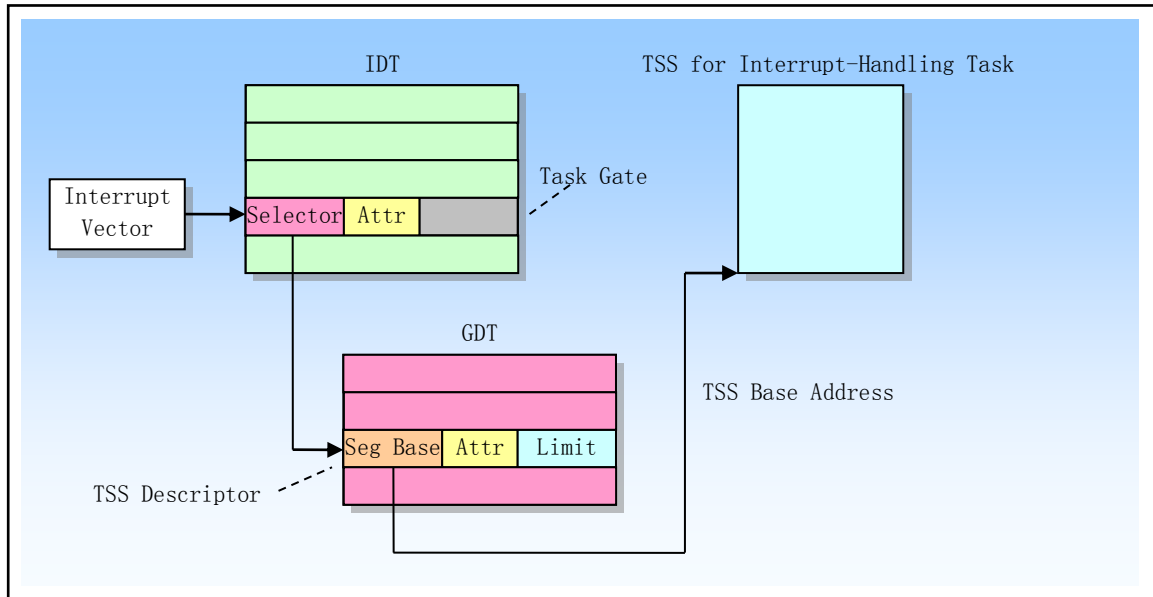 IDT
TSS for Interrupt-Handling Task
Task Gate
Interrupt
Vector
Selector
Attr
GDT
TSS Base Address
Seg Base
Attr
Limit
TSS Descriptor